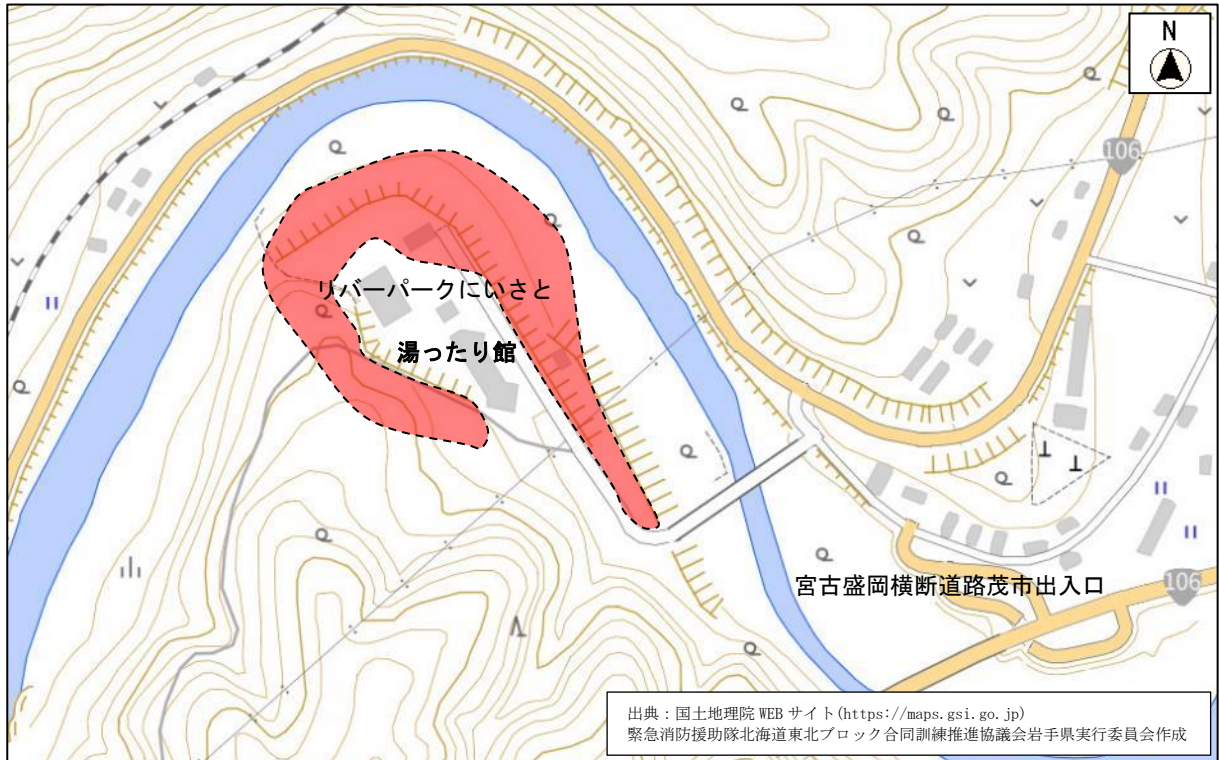 N
106
リバーパークにいさと
湯ったり館
宮古盛岡横断道路茂市出入口
106
出典：国土地理院 WEB サイト(https://maps.gsi.go.jp)
緊急消防援助隊北海道東北ブロック合同訓練推進協議会岩手県実行委員会作成